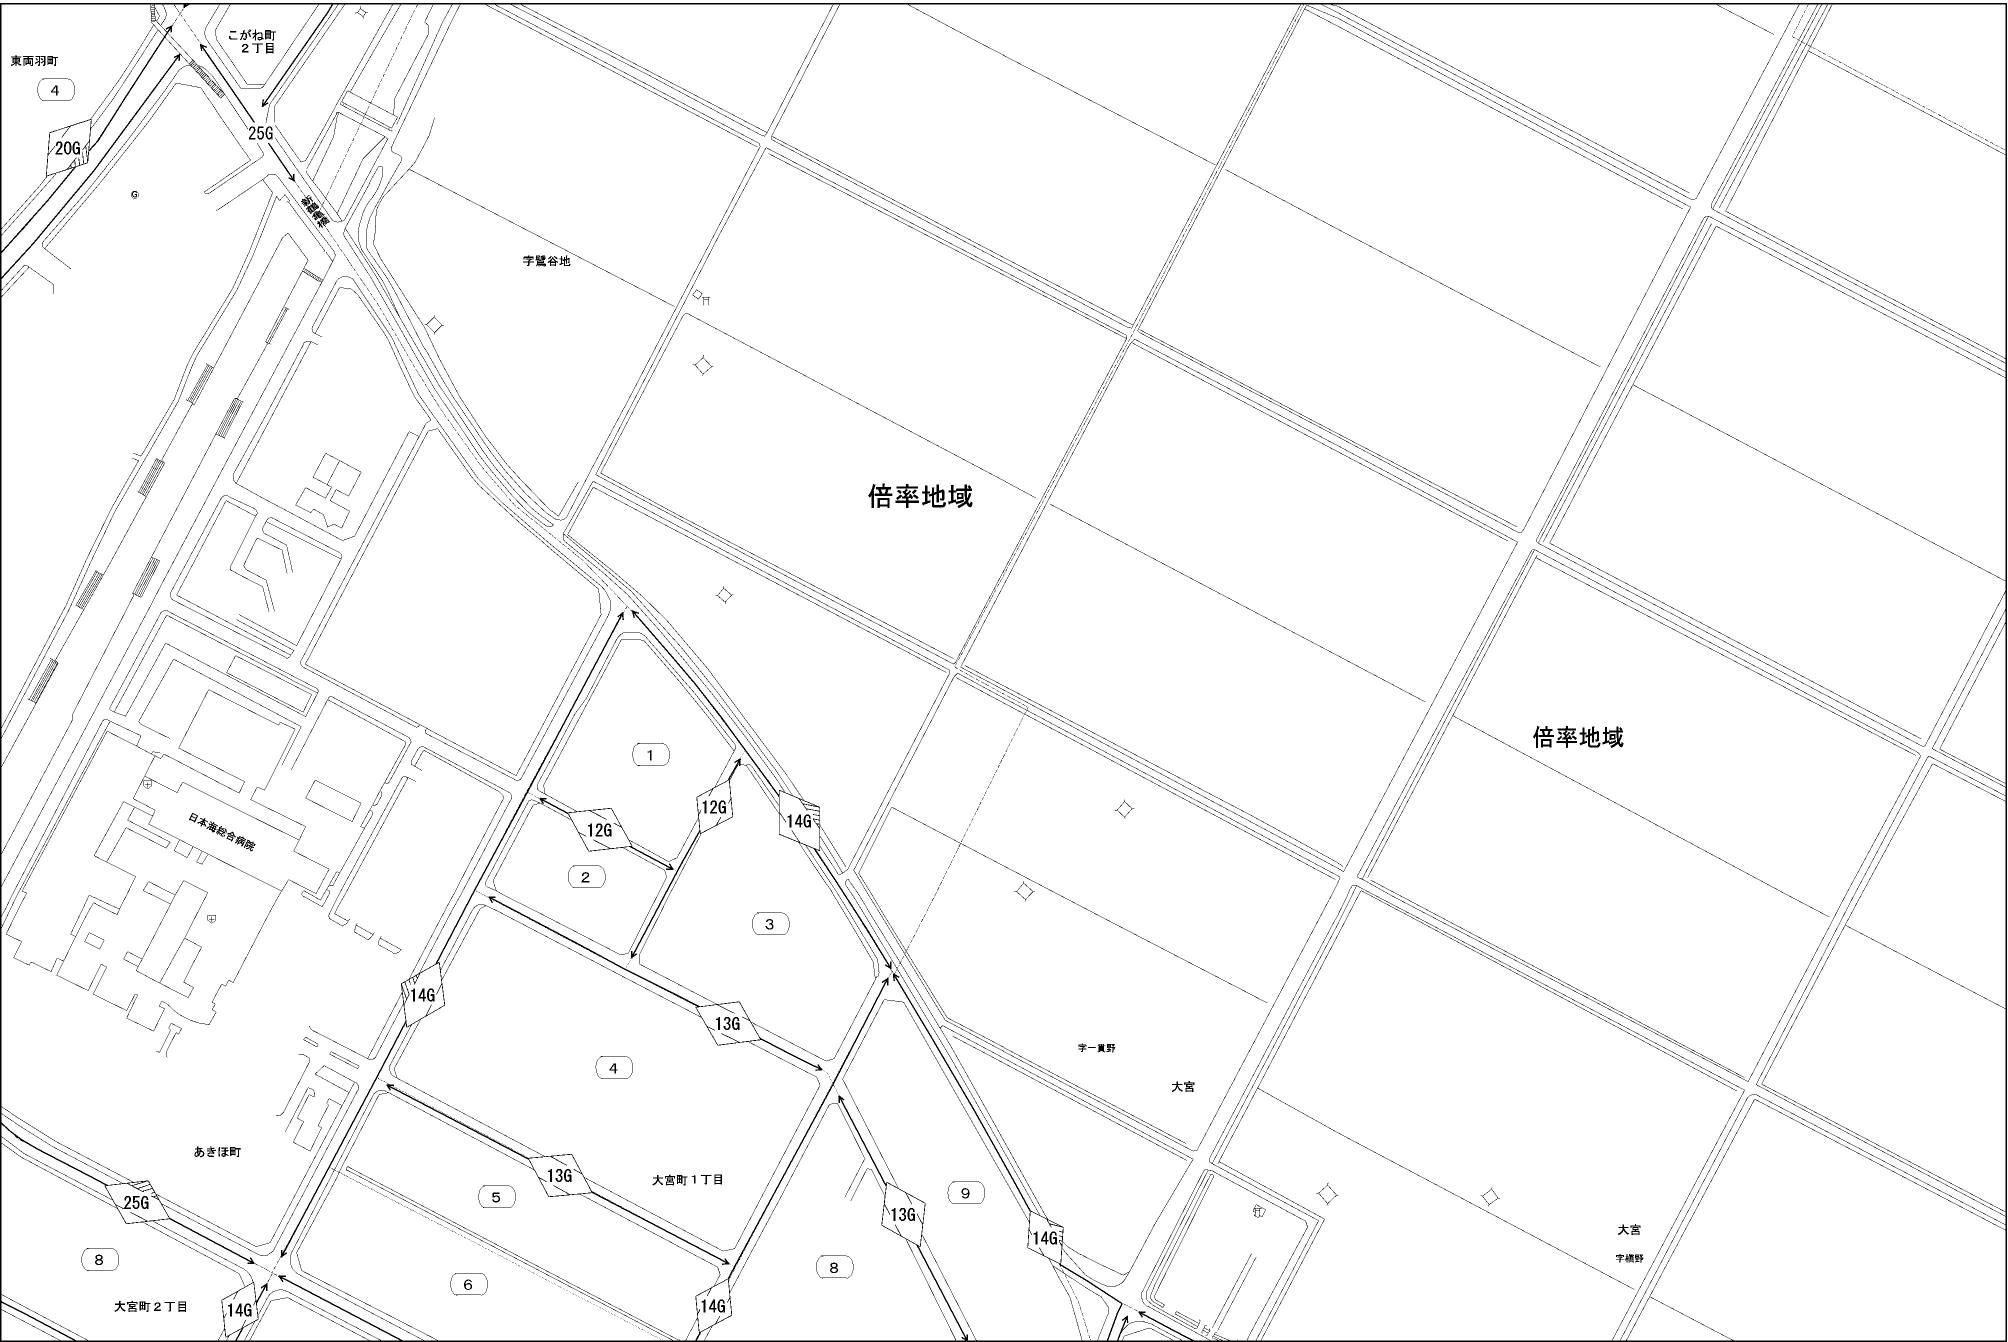 こがね町
２丁目
東両羽町
4
25G
20G
G
字鷺谷地
倍率地域
倍率地域
1
12G
12G
14G
日本海総合病院
2
3
14G
13G
字一貫野
4
大宮
あきほ町
13G
大宮町１丁目
5
9
25G
13G
14G
大宮
字横野
8
6
8
大宮町２丁目
14G
14G